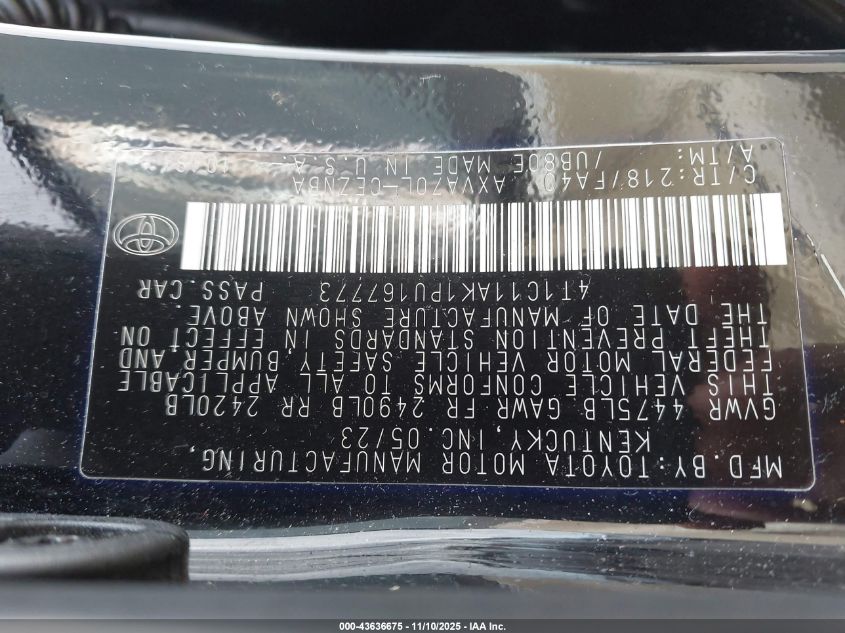 MFD.BY:TOYOTA MOTOR MANUFACTURING,
KENTUCKY, INC.05/23
GVWR 4475LB GAWR FR 2490LB RR 2420LB
THIS VEHICLE CONFORMS TO ALL APPLICABLE
FEDERAL MOTOR VEHICLE SAFETY,BUMPER,AND
THEFT PREVENTION STANDARDS IN EFFECT ON
THE DATE OF MANUFACTURE SHOWN ABOVE.
4T1C11AK1PU167773 PASS.CAR
C/TR:218/FA40 AXVA70L-CEZNBA
A/TM: /UB80E MADE IN U.S.A.
000-43636675 - 11/10/2025 - IAA Inc.